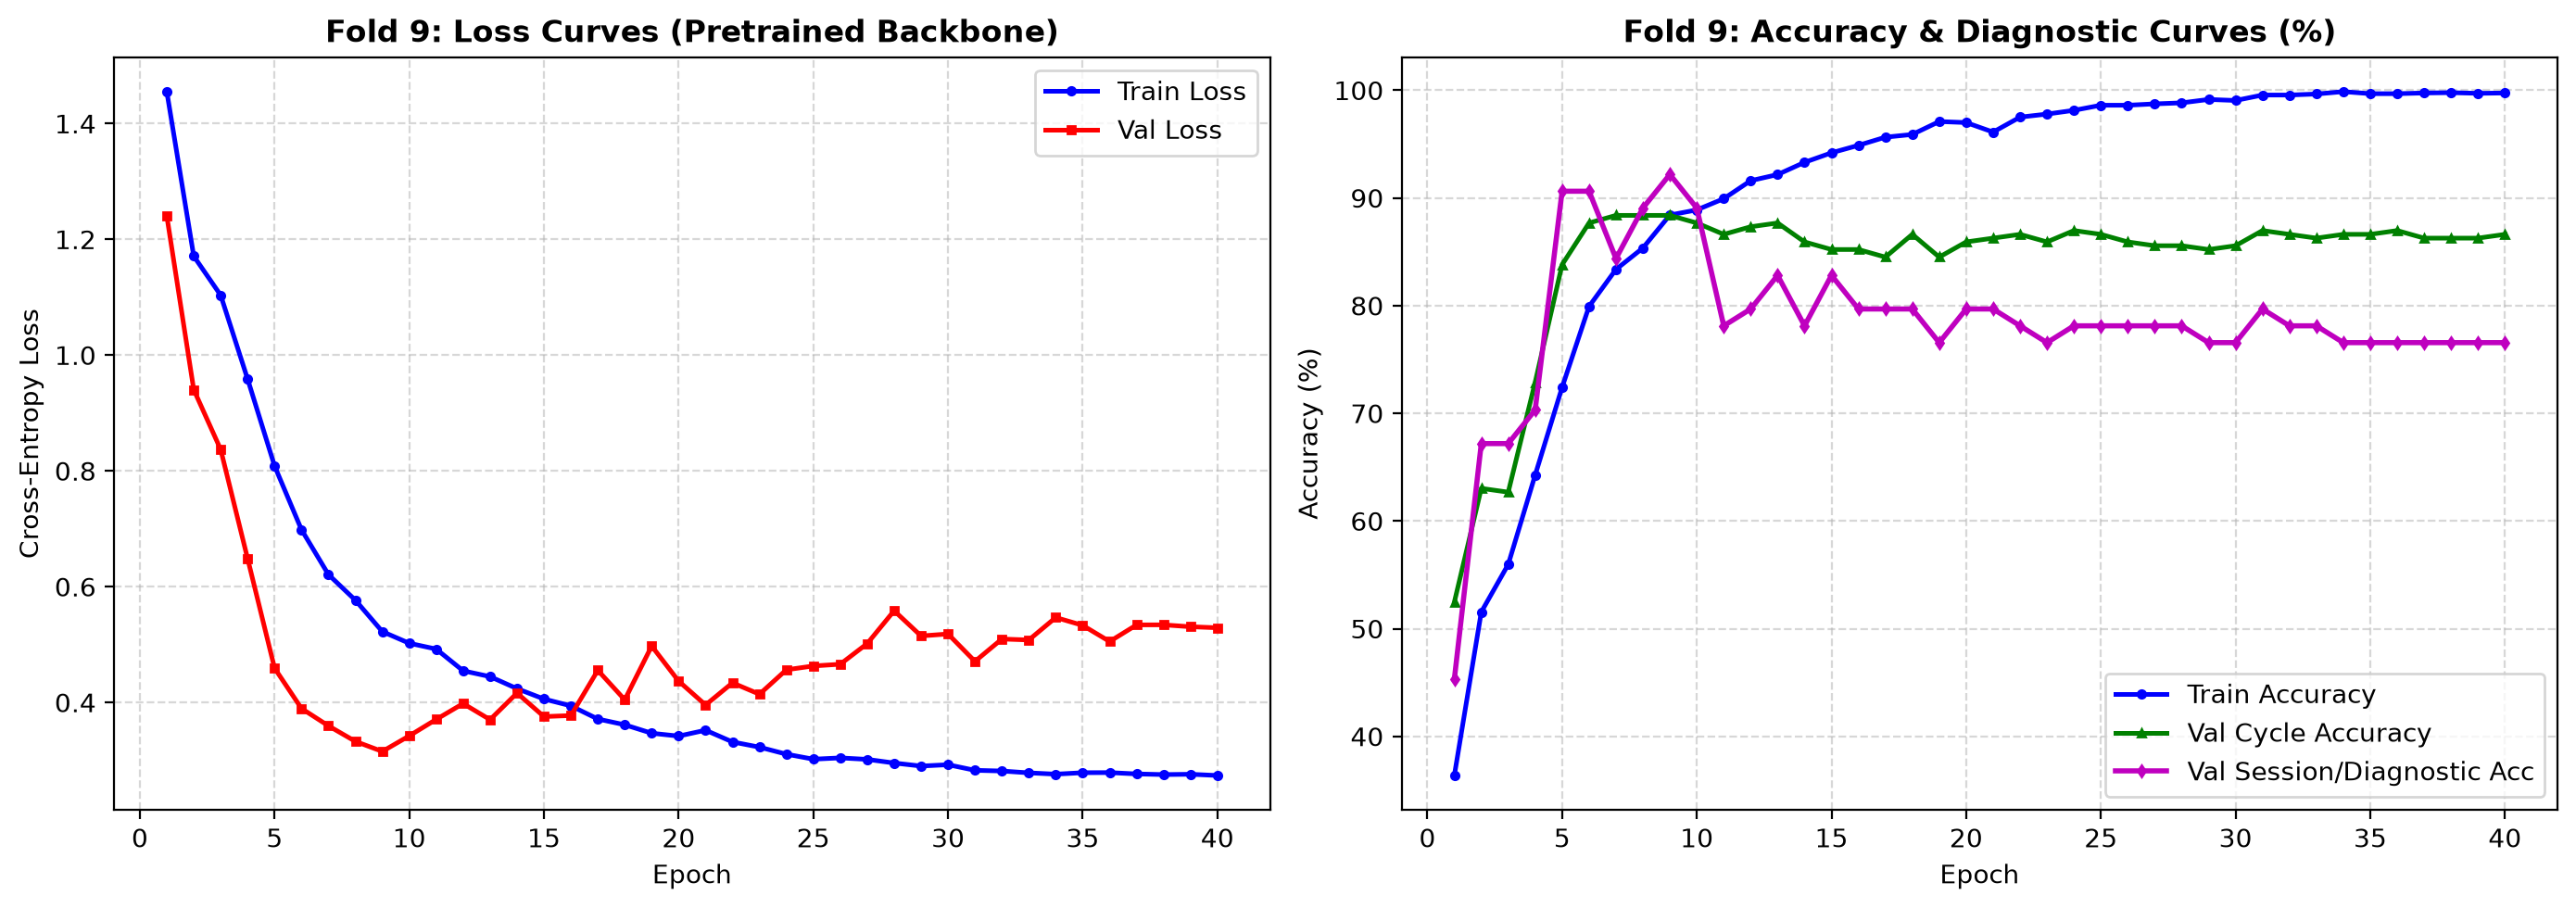 Fold 9: Loss Curves (Pretrained Backbone)
Train Loss
Val Loss
Cross-Entropy Loss
1.4
1.2
1.0
0.8
0.6
0.4
0 5 10 15 20 25 30 35 40
Epoch
Fold 9: Accuracy & Diagnostic Curves (%)
Accuracy (%)
100
90
80
70
60
50
40
Train Accuracy
Val Cycle Accuracy
Val Session/Diagnostic Acc
0 5 10 15 20 25 30 35 40
Epoch